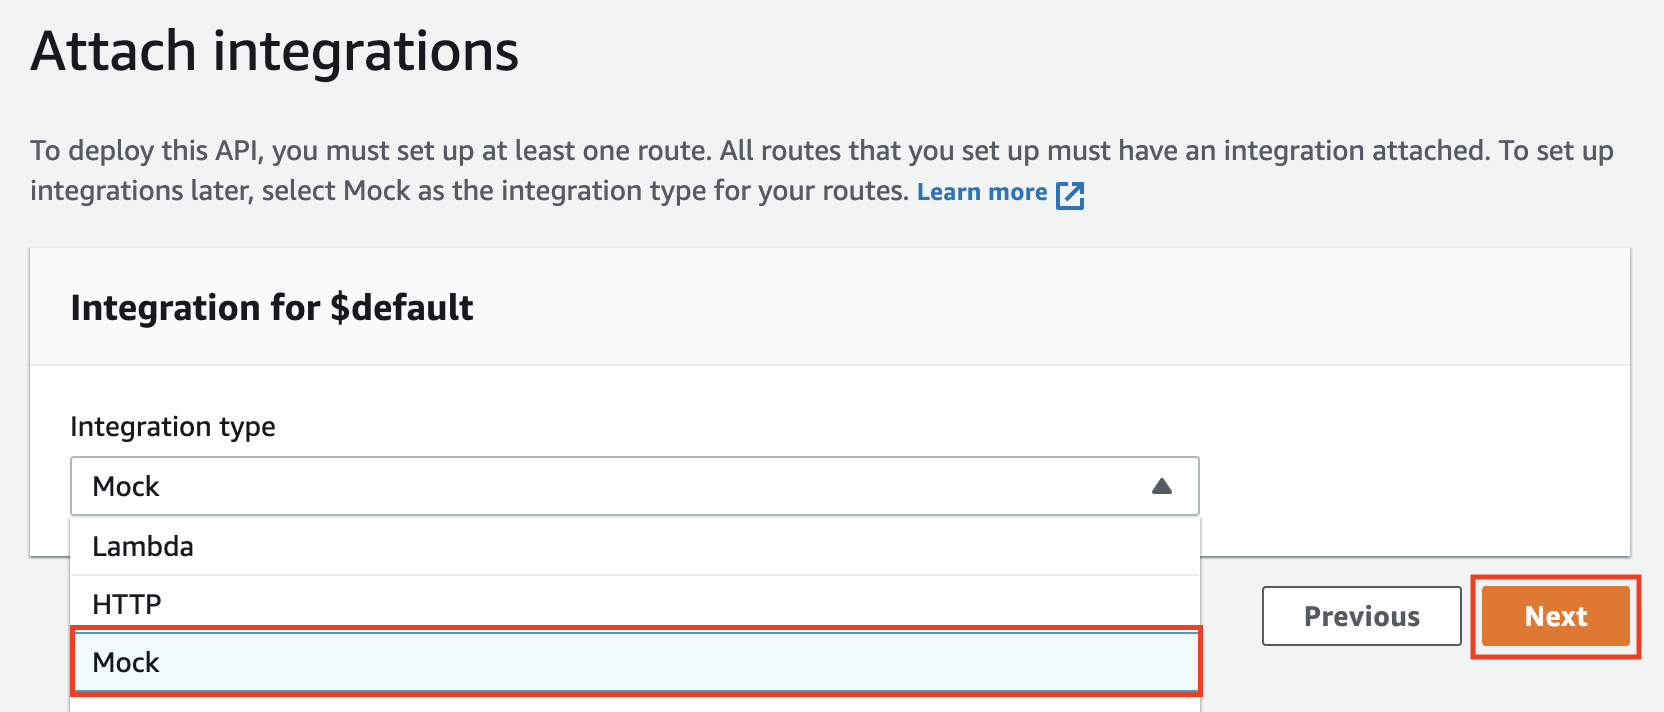 Attach integrations
To deploy this API, you must set up at least one route. All routes that you set up must have an integration attached. To set up
integrations later, select Mock as the integration type for your routes. Learn more
Integration for $default
Integration type
Mock
Lambda
HTTP
Mock
Previous
Next